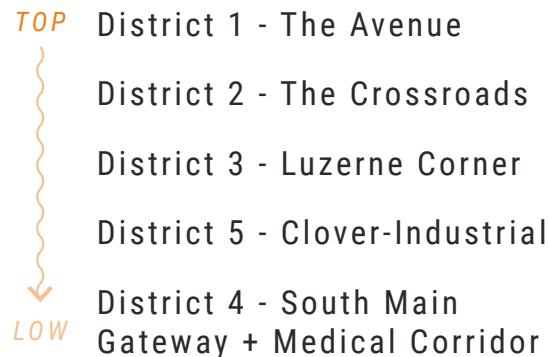 TOP District 1 - The Avenue
District 2 - The Crossroads
District 3 - Luzerne Corner
District 5 - Clover-Industrial
District 4 - South Main
LOW Gateway + Medical Corridor